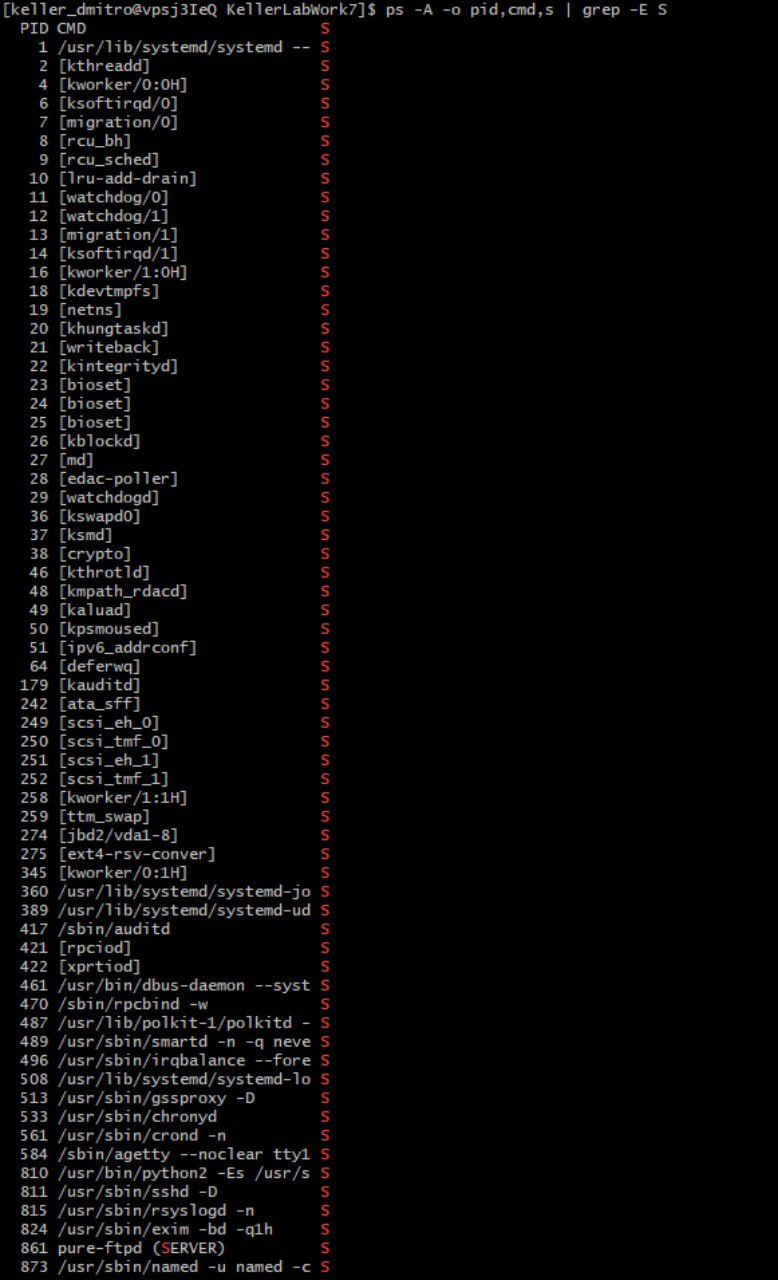 [keller_dmitro@vpsj3IeQ KellerLabWork7]$ ps -A -o pid,cmd,s | grep -E S
  PID CMD                         S
    1 /usr/lib/systemd/systemd -- S
    2 [kthreadd]                  S
    4 [kworker/0:0H]              S
    6 [ksoftirqd/0]               S
    7 [migration/0]               S
    8 [rcu_bh]                    S
    9 [rcu_sched]                 S
   10 [lru-add-drain]             S
   11 [watchdog/0]                S
   12 [watchdog/1]                S
   13 [migration/1]               S
   14 [ksoftirqd/1]               S
   16 [kworker/1:0H]              S
   18 [kdevtmpfs]                 S
   19 [netns]                     S
   20 [khungtaskd]                S
   21 [writeback]                 S
   22 [kintegrityd]               S
   23 [bioset]                    S
   24 [bioset]                    S
   25 [bioset]                    S
   26 [kblockd]                   S
   27 [md]                        S
   28 [edac-poller]               S
   29 [watchdogd]                 S
   36 [kswapd0]                   S
   37 [ksmd]                      S
   38 [crypto]                    S
   46 [kthrotld]                  S
   48 [kmpath_rdacd]              S
   49 [kaluad]                    S
   50 [kpsmoused]                 S
   51 [ipv6_addrconf]             S
   64 [deferwq]                   S
  179 [kauditd]                   S
  242 [ata_sff]                   S
  249 [scsi_eh_0]                 S
  250 [scsi_tmf_0]                S
  251 [scsi_eh_1]                 S
  252 [scsi_tmf_1]                S
  258 [kworker/1:1H]              S
  259 [ttm_swap]                  S
  274 [jbd2/vda1-8]               S
  275 [ext4-rsv-conver]           S
  345 [kworker/0:1H]              S
  360 /usr/lib/systemd/systemd-jo S
  389 /usr/lib/systemd/systemd-ud S
  417 /sbin/auditd                S
  421 [rpciod]                    S
  422 [xprtiod]                   S
  461 /usr/bin/dbus-daemon --syst S
  470 /sbin/rpcbind -w            S
  487 /usr/lib/polkit-1/polkitd - S
  489 /usr/sbin/smartd -n -q neve S
  496 /usr/sbin/irqbalance --fore S
  508 /usr/lib/systemd/systemd-lo S
  513 /usr/sbin/gssproxy -D       S
  533 /usr/sbin/chronyd           S
  561 /usr/sbin/crond -n          S
  584 /sbin/agetty --noclear tty1 S
  810 /usr/bin/python2 -Es /usr/s S
  811 /usr/sbin/sshd -D           S
  815 /usr/sbin/rsyslogd -n       S
  824 /usr/sbin/exim -bd -q1h     S
  861 pure-ftpd (SERVER)          S
  873 /usr/sbin/named -u named -c S